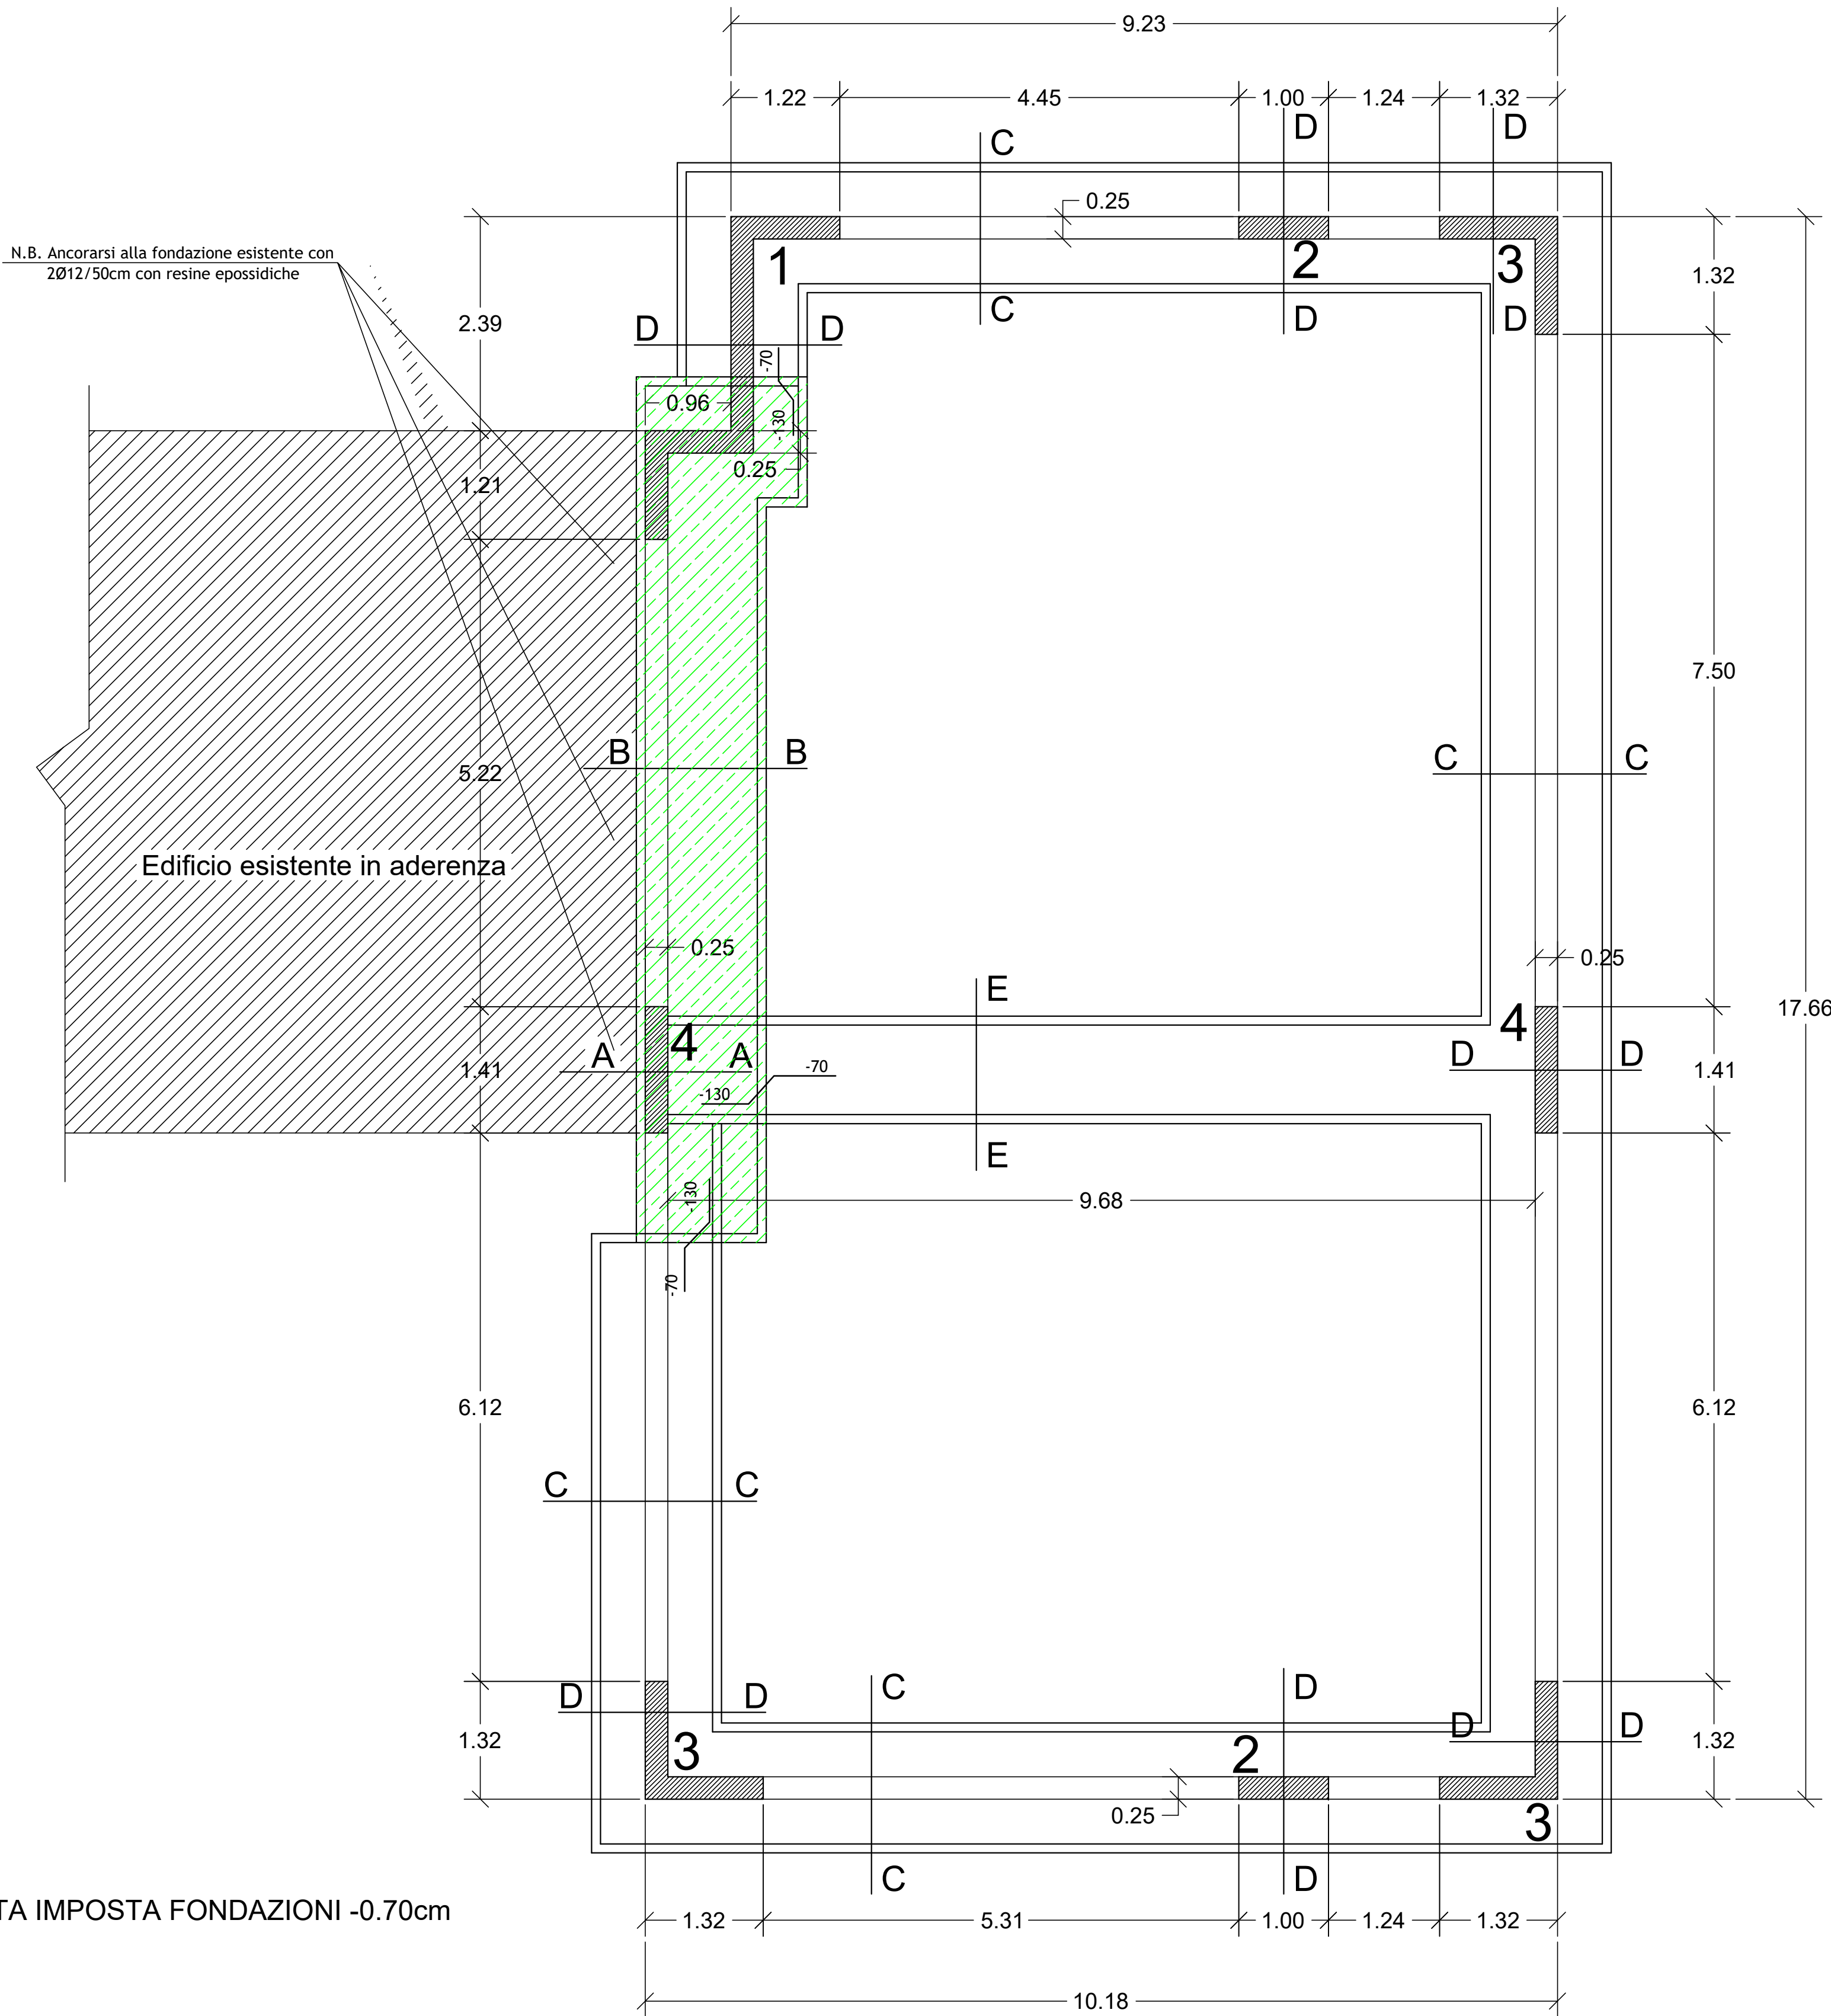 9.23
1.22 4.45 1.00 1.24 1.32
C D D
0.25
N.B. Ancorarsi alla fondazione esistente con
2Ø12/50cm con resine epossidiche
1 2 3
1.32
2.39
C D D
D D
-70
0.96
-130
0.25
1.21
7.50
B B
5.22
C C
Edificio esistente in aderenza
0.25
0.25
E
17.66
4 4
A A
D D
1.41
-70
1.41
-130
E
-130
9.68
-70
6.12
6.12
C C
C D
D D
D D
1.32
3 2
1.32
0.25
3
C D
TA IMPOSTA FONDAZIONI -0.70cm
1.32 5.31 1.00 1.24 1.32
10.18